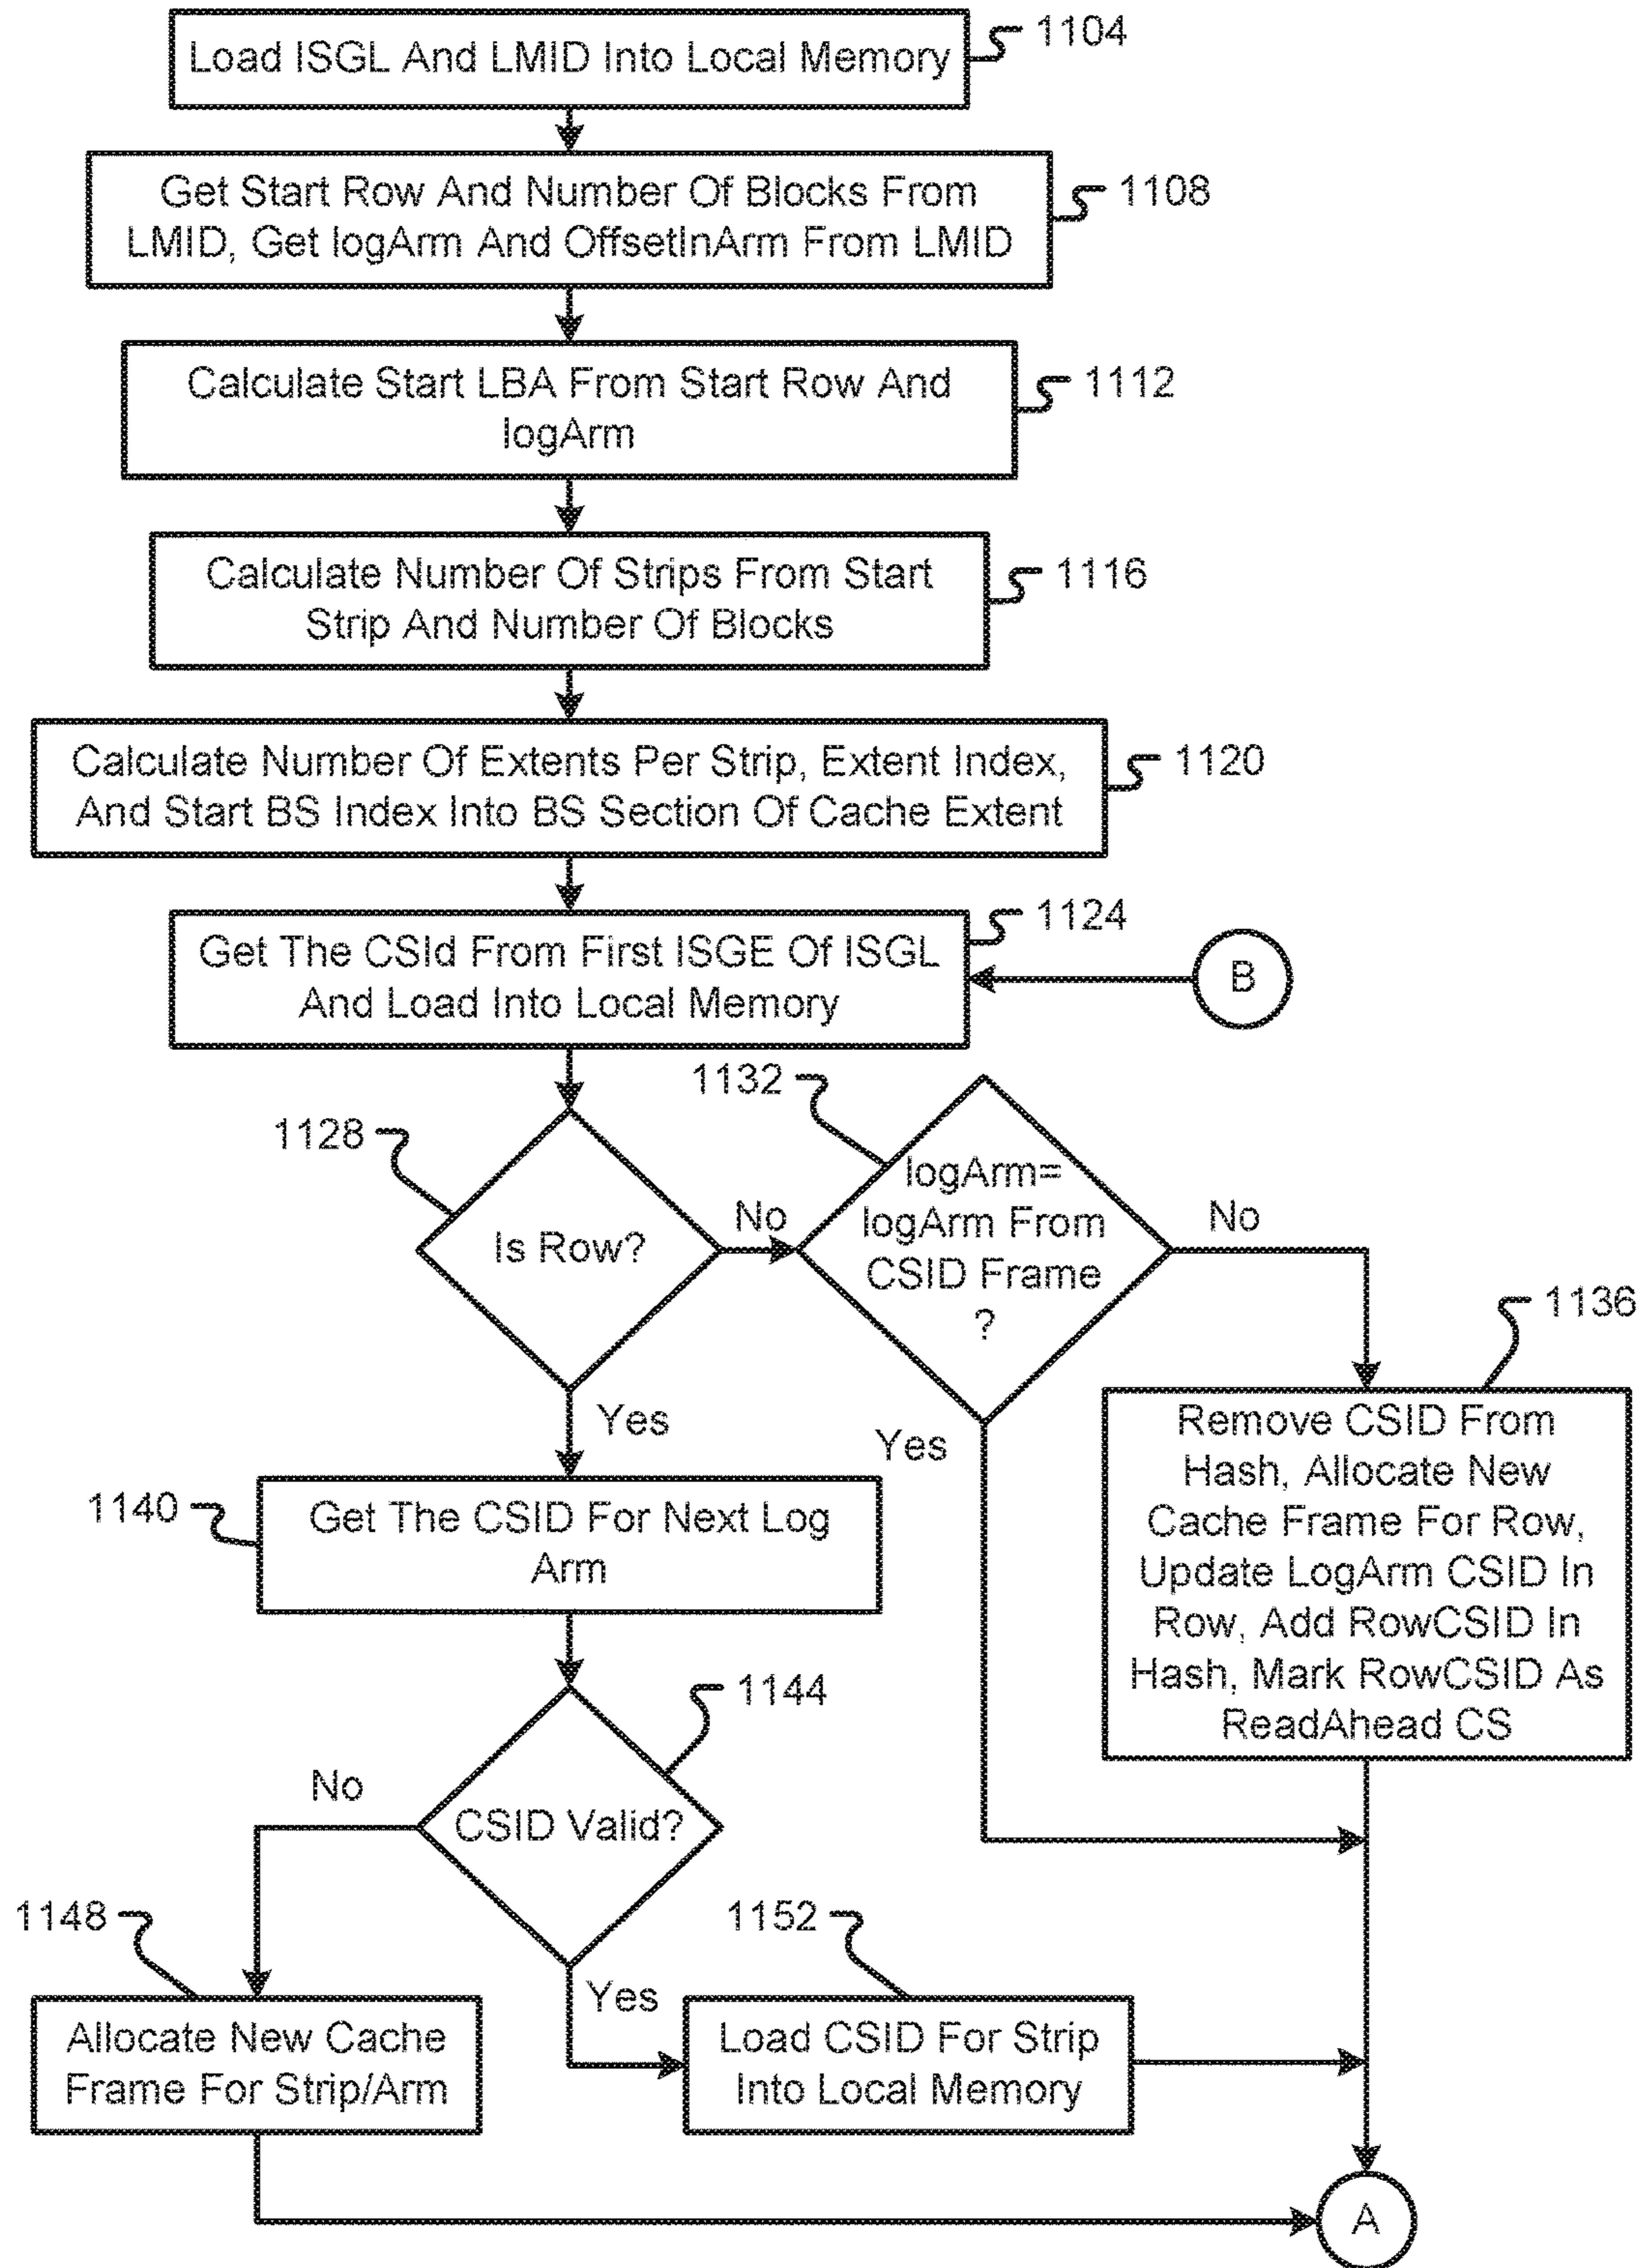 Load ISGL And LMID Into Local Memory
1104
Get Start Row And Number Of Blocks From
LMID, Get logArm And OffsetInArm From LMID
1108
Calculate Start LBA From Start Row And
logArm
1112
Calculate Number Of Strips From Start
Strip And Number Of Blocks
1116
Calculate Number Of Extents Per Strip, Extent Index,
And Start BS Index Into BS Section Of Cache Extent
1120
Get The CSId From First ISGE Of ISGL
And Load Into Local Memory
1124
B
1128
Is Row?
No
Yes
1132
logArm=
logArm From
CSID Frame
?
No
Yes
1136
Remove CSID From
Hash, Allocate New
Cache Frame For Row,
Update LogArm CSID In
Row, Add RowCSID In
Hash, Mark RowCSID As
ReadAhead CS
1140
Get The CSID For Next Log
Arm
1144
CSID Valid?
No
Yes
1148
Allocate New Cache
Frame For Strip/Arm
1152
Load CSID For Strip
Into Local Memory
A